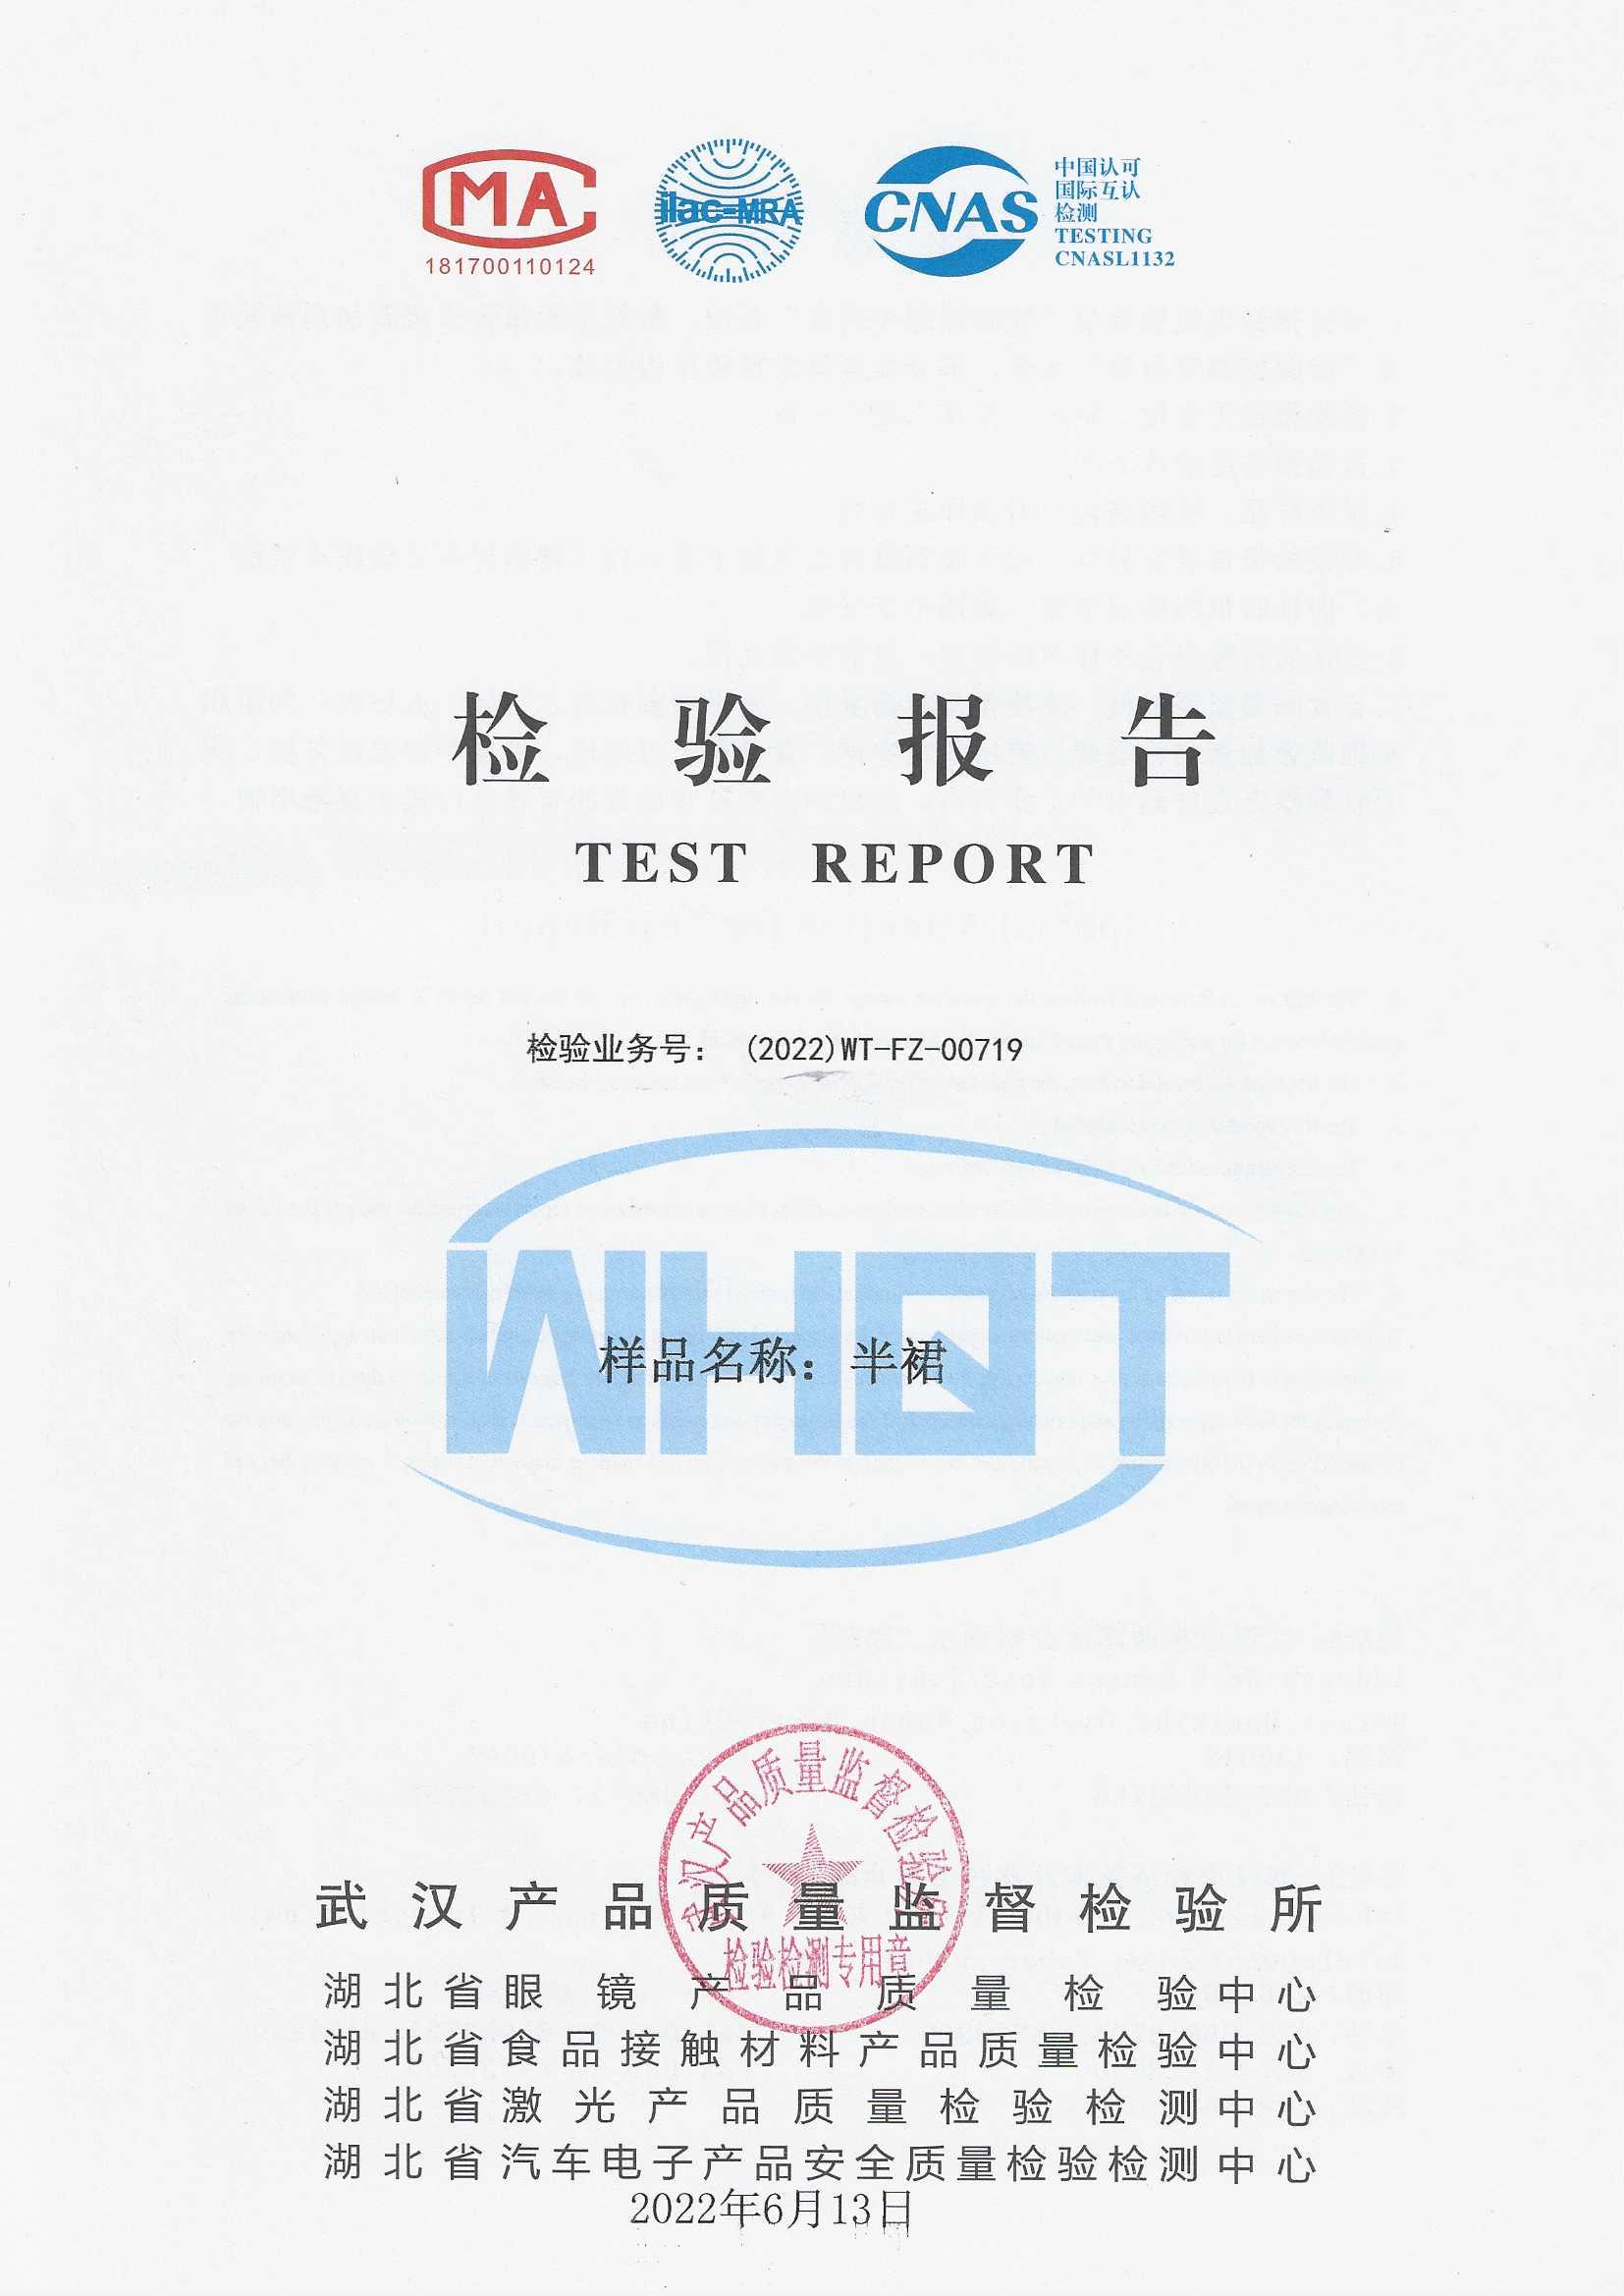 MA
181700110124
ilac-MRA
CNAS
中国认可
国际互认
检测
TESTING
CNASL1132
检验报告
TEST REPORT
检验业务号： (2022)WT-FZ-00719
WHQT
样品名称：半裙
武汉产品质量监督检验所
检验检测专用章
武汉产品质量监督检验所
湖北省眼镜产品质量检验中心
湖北省食品接触材料产品质量检验中心
湖北省激光产品质量检验检测中心
湖北省汽车电子产品安全质量检验检测中心
2022年6月13日